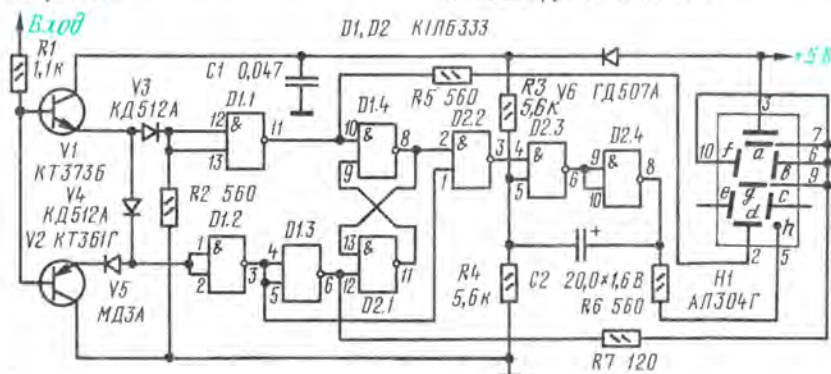 Вход
D1, D2 К1ЛБ333
+5 В
R1
1,1к
V3
КД512А
C1 0,047
R5 560
R3
5,6к
V6
ГД507А
D1.1
&
12
13
11
D1.4
&
10
9
8
D2.2
&
2
1
3
D2.3
&
4
5
6
D2.4
&
9
10
8
3
10
f
a
b
g
e
d
c
h
7
6
9
2
5
V1
КТ373Б
V4
КД512А
V2 КТ361Г
R2 560
D1.2
&
1
2
3
D1.3
&
4
5
6
13
12
&
11
D2.1
V5
МД3А
R4
5,6к
C2
+
20,0×1,6В
R6 560
H1
АЛ304Г
R7 120